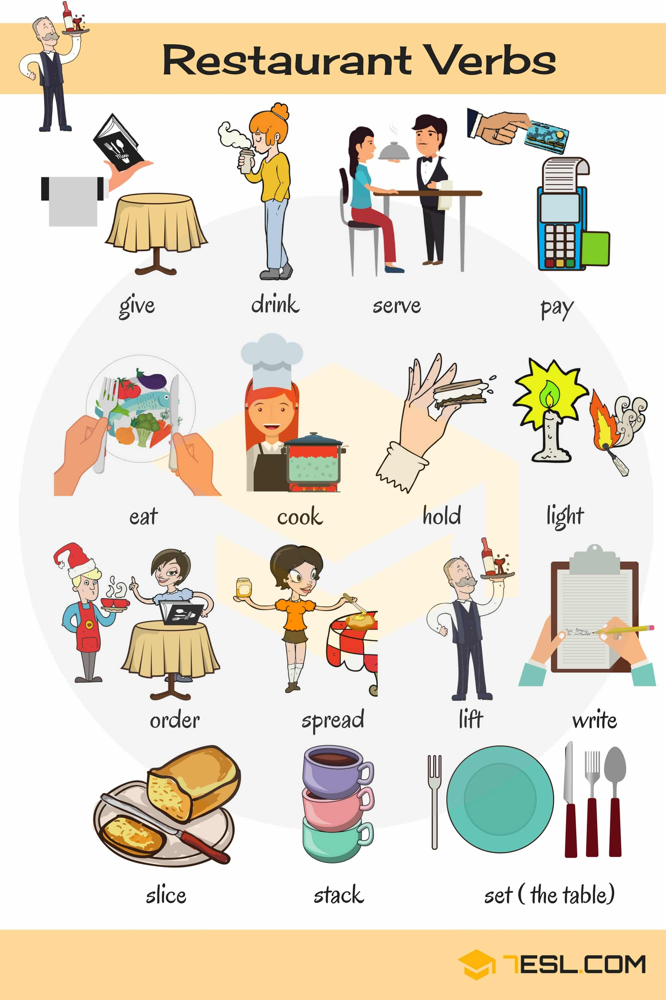 Restaurant Verbs
Menu
give
drink
serve
pay
eat
cook
hold
light
order
spread
lift
write
slice
stack
set ( the table)
7ESL.COM